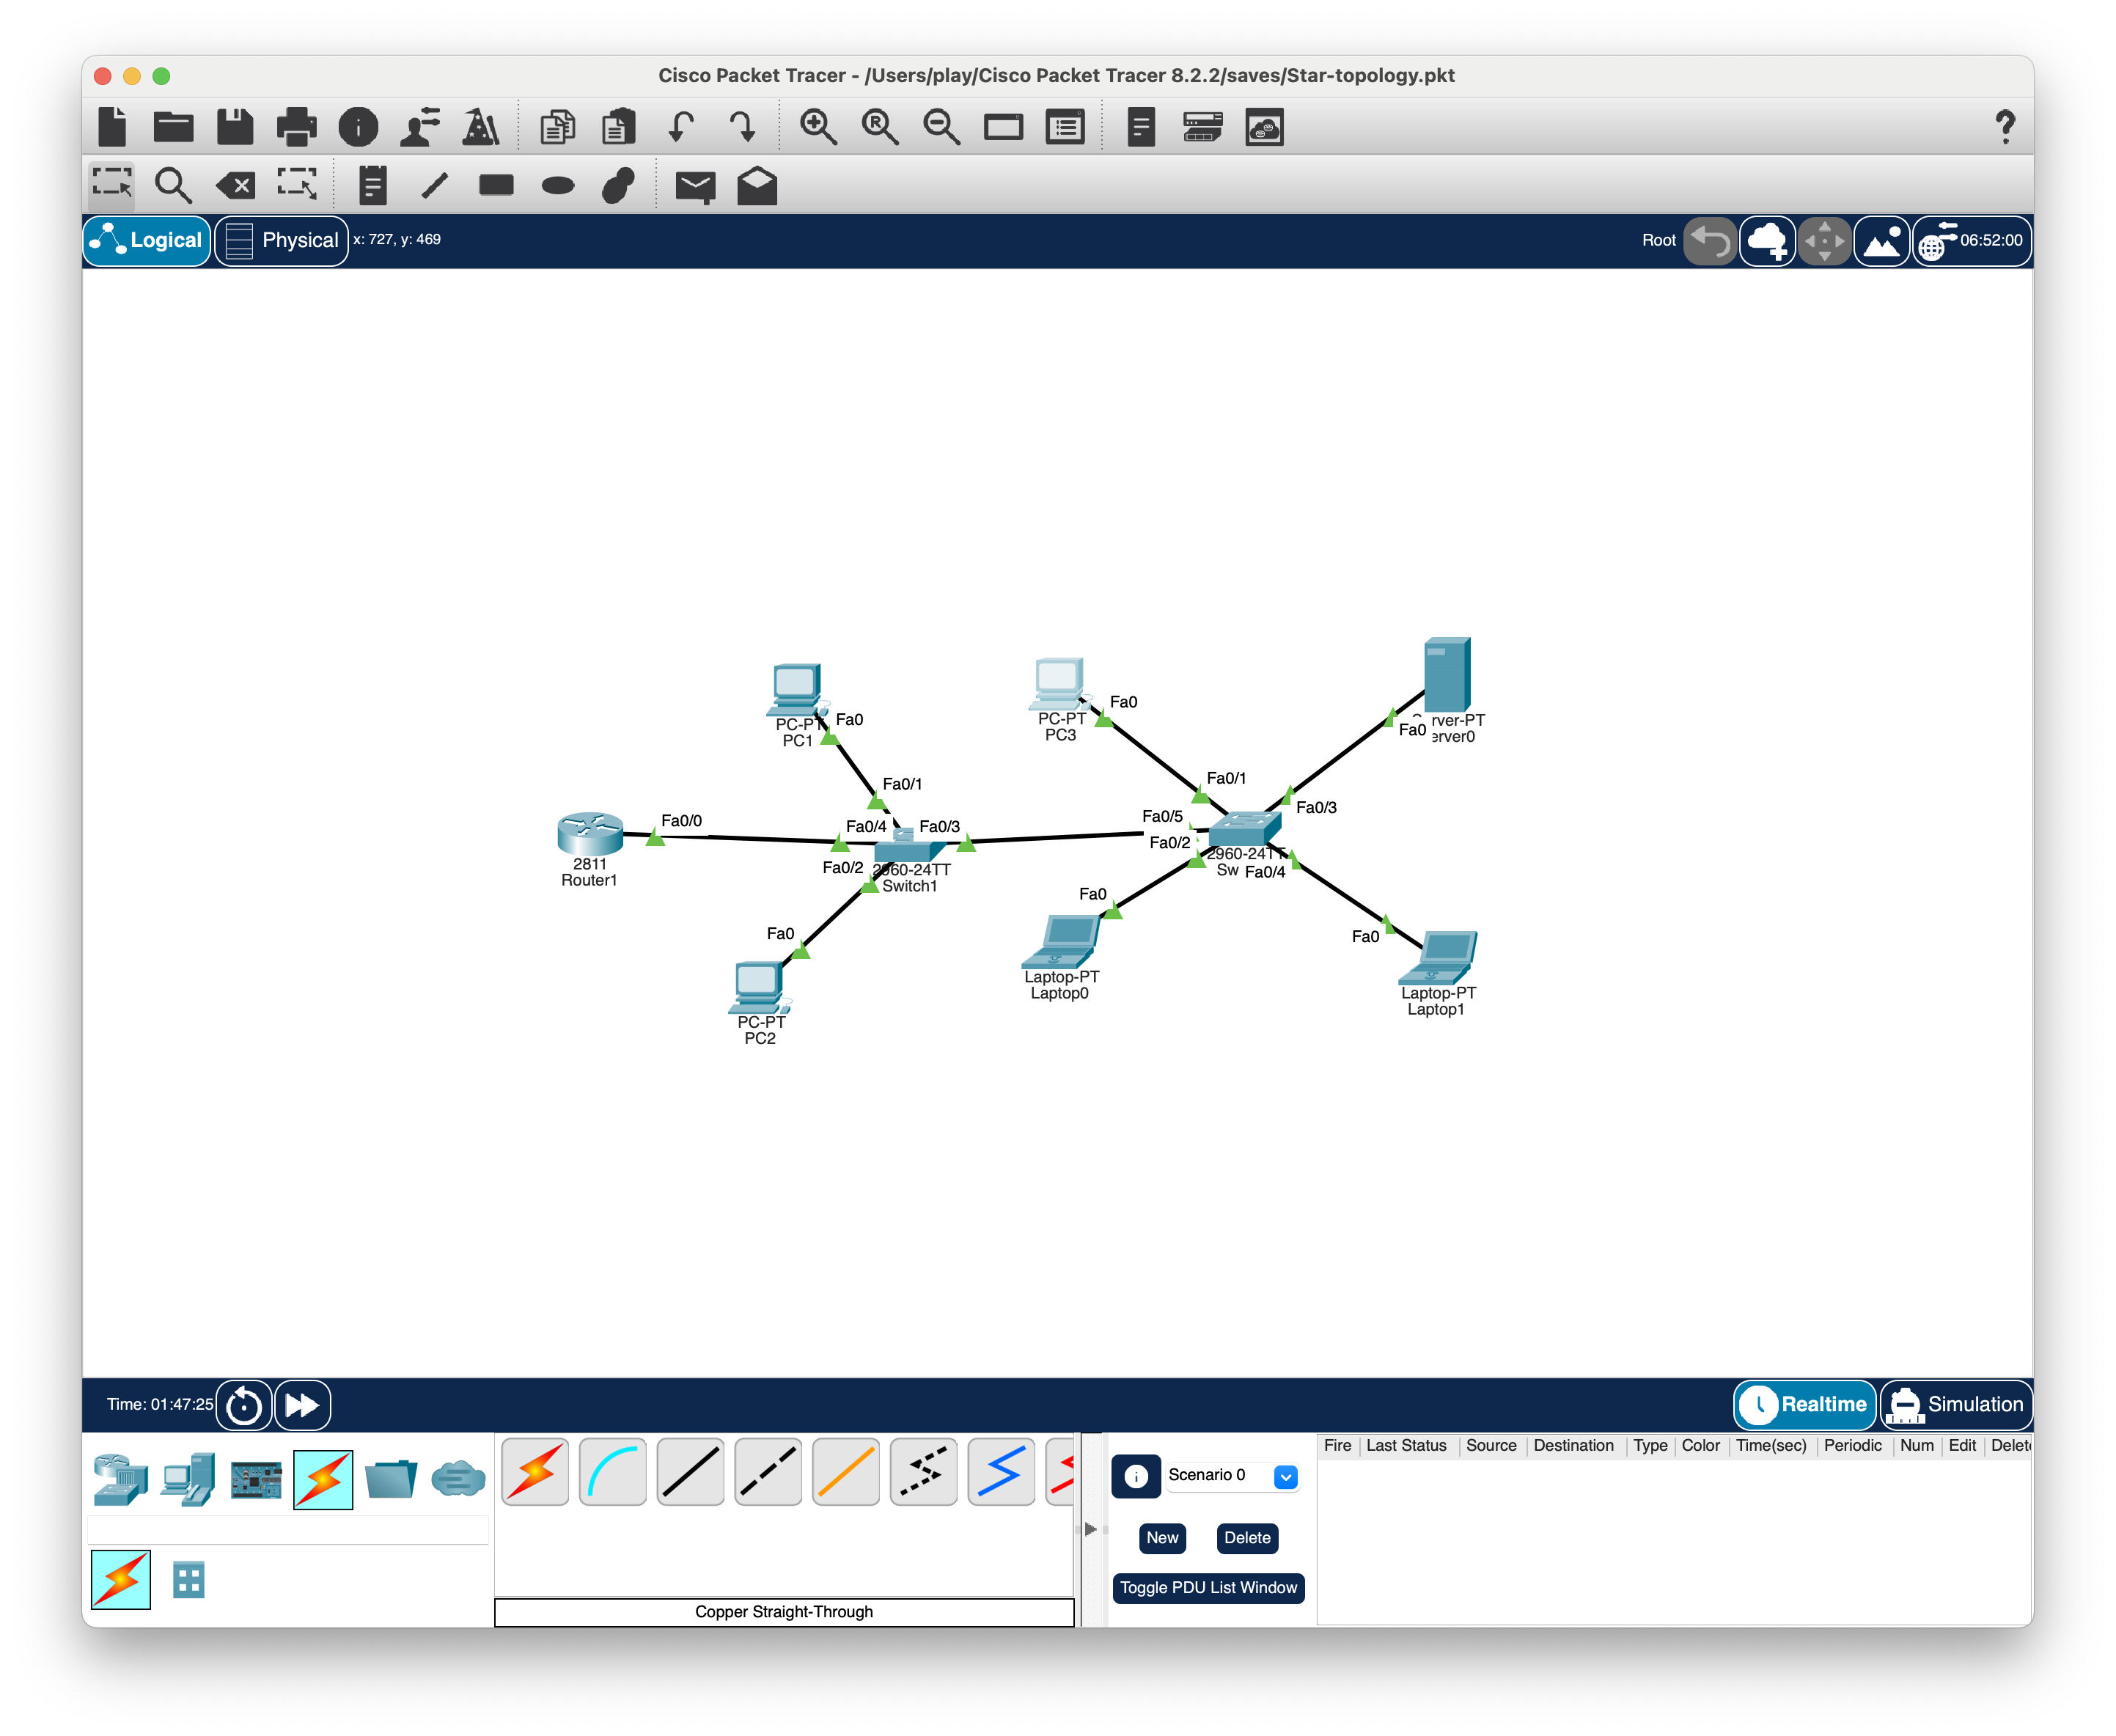 Cisco Packet Tracer - /Users/play/Cisco Packet Tracer 8.2.2/saves/Star-topology.pkt
Logical
Physical
x: 727, y: 469
Root
06:52:00
PC-PT
PC1
Fa0
Fa0/1
PC-PT
PC3
Fa0
Fa0/1
rver-PT
erver0
Fa0
Fa0/3
Fa0/0
2811
Router1
Fa0/4
Fa0/3
Fa0/2
2960-24TT
Switch1
Fa0/5
Fa0/2
2960-24TT
Sw
Fa0/4
Fa0
PC-PT
PC2
Fa0
Laptop-PT
Laptop0
Fa0
Laptop-PT
Laptop1
Time: 01:47:25
Realtime
Simulation
Scenario 0
New
Delete
Toggle PDU List Window
Fire Last Status Source Destination Type Color Time(sec) Periodic Num Edit Delete
Copper Straight-Through